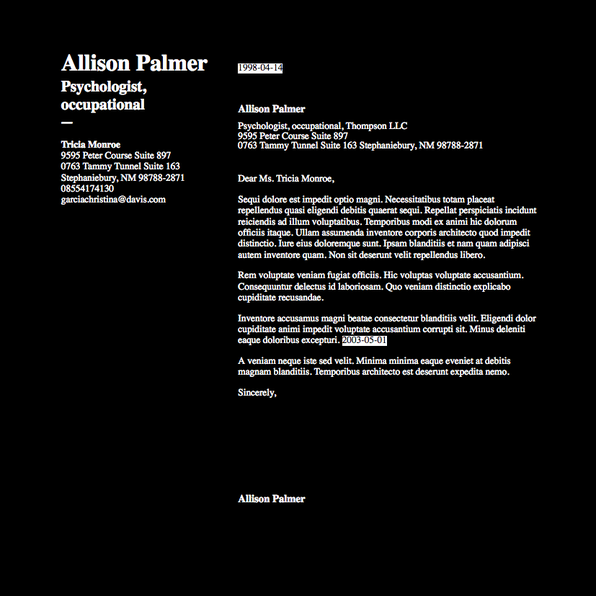 Allison Palmer
Psychologist,
occupational
—
Tricia Monroe
9595 Peter Course Suite 897
0763 Tammy Tunnel Suite 163
Stephaniebury, NM 98788-2871
08554174130
garciachristina@davis.com
1998-04-14
Allison Palmer
Psychologist, occupational, Thompson LLC
9595 Peter Course Suite 897
0763 Tammy Tunnel Suite 163 Stephaniebury, NM 98788-2871
Dear Ms. Tricia Monroe,
Sequi dolore est impedit optio magni. Necessitatibus totam placeat
repellendus quasi eligendi debitis quaerat sequi. Repellat perspiciatis incidunt
reiciendis ad illum voluptatibus. Temporibus modi ex animi hic dolorum
officiis itaque. Ullam assumenda inventore corporis architecto quod impedit
distinctio. Iure eius doloremque sunt. Ipsam blanditiis et nam quam adipisci
autem inventore quam. Non sit deserunt velit repellendus libero.
Rem voluptate veniam fugiat officiis. Hic voluptas voluptate accusantium.
Consequuntur delectus id laboriosam. Quo veniam distinctio explicabo
cupiditate recusandae.
Inventore accusamus magni beatae consectetur blanditiis velit. Eligendi dolor
cupiditate animi impedit voluptate accusantium corrupti sit. Minus deleniti
eaque doloribus excepturi. 2003-05-01
A veniam neque iste sed velit. Minima minima eaque eveniet at debitis
magnam blanditiis. Temporibus architecto est deserunt expedita nemo.
Sincerely,
Allison Palmer